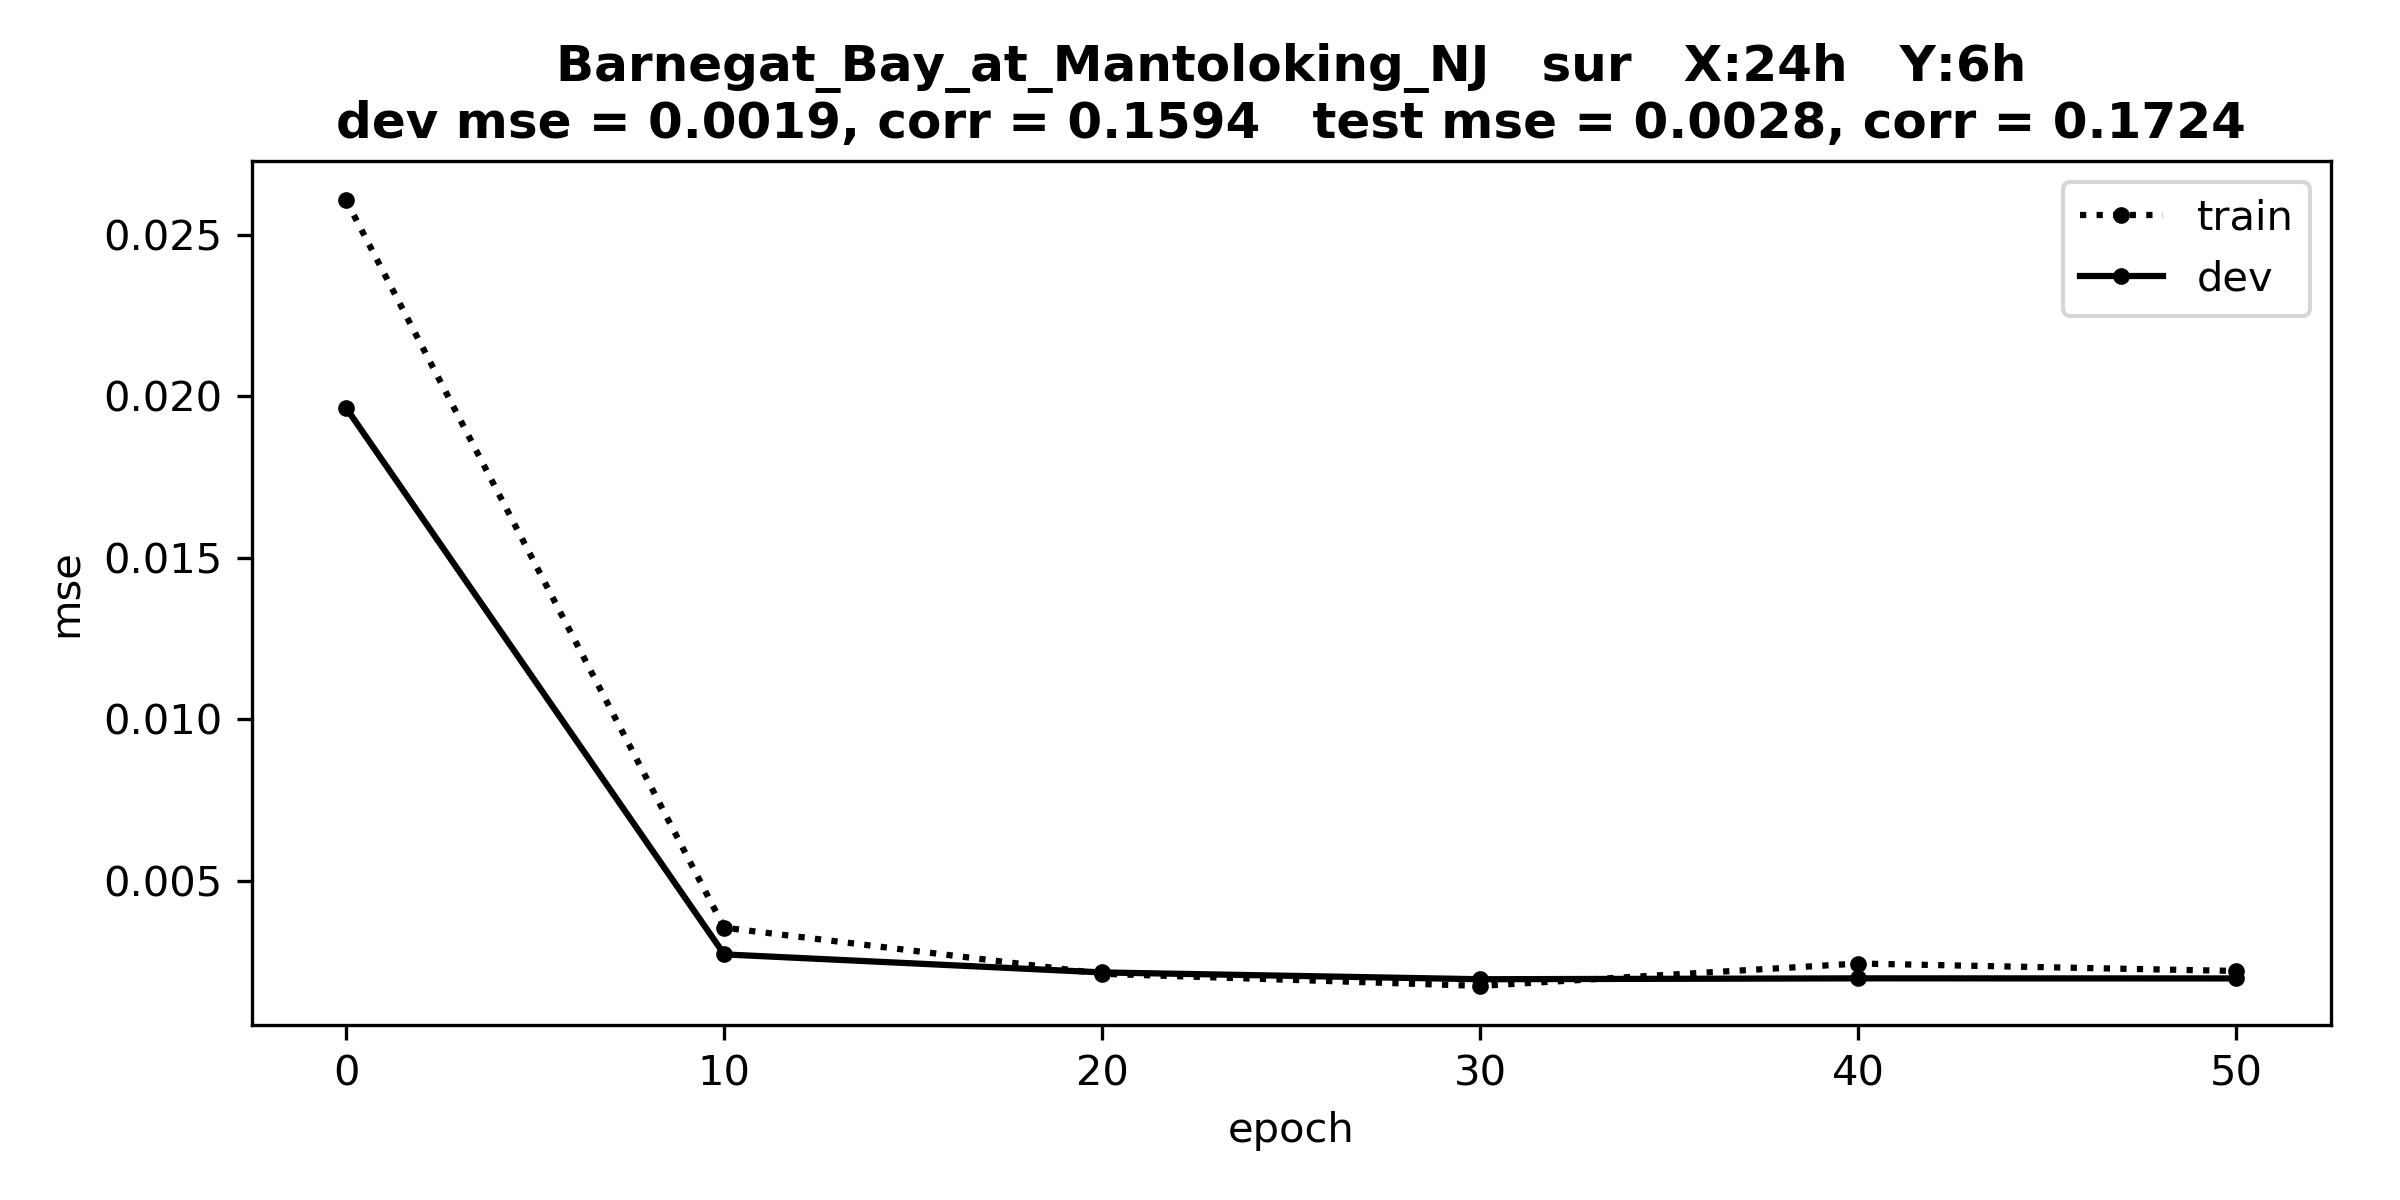 Barnegat_Bay_at_Mantoloking_NJ   sur   X:24h   Y:6h
dev mse = 0.0019, corr = 0.1594   test mse = 0.0028, corr = 0.1724
train
dev
0.025
0.020
0.015
0.010
0.005
mse
0 10 20 30 40 50
epoch